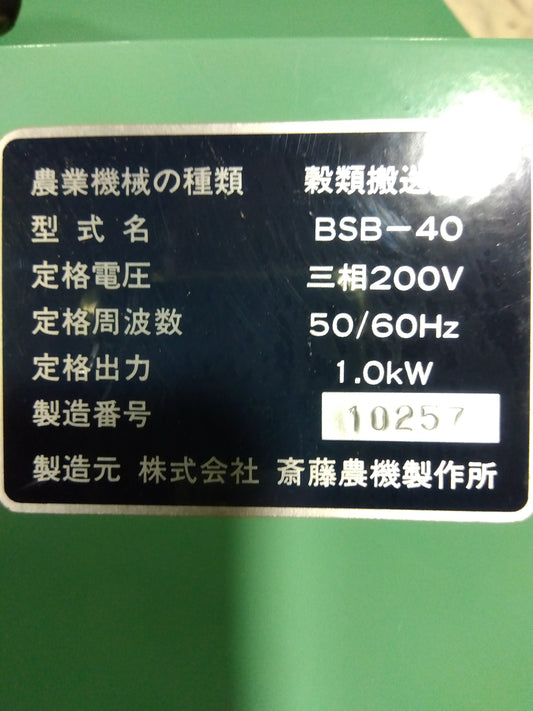 農業機械の種類 穀類搬送
型式名 BSB-40
定格電圧 三相200V
定格周波数 50/60Hz
定格出力 1.0kW
製造番号 10257
製造元 株式会社 斎藤農機製作所